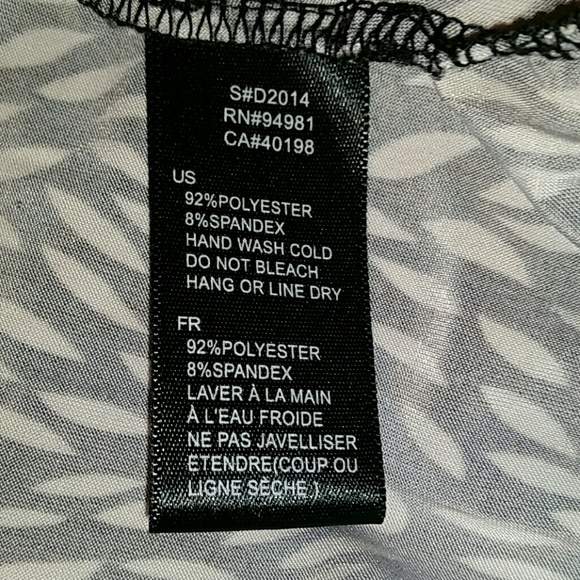 S#D2014
RN#94981
CA#40198
US
92%POLYESTER
8%SPANDEX
HAND WASH COLD
DO NOT BLEACH
HANG OR LINE DRY
FR
92%POLYESTER
8%SPANDEX
LAVER À LA MAIN
À L'EAU FROIDE
NE PAS JAVELLISER
ETENDRE(COUP OU
LIGNE SECHE )